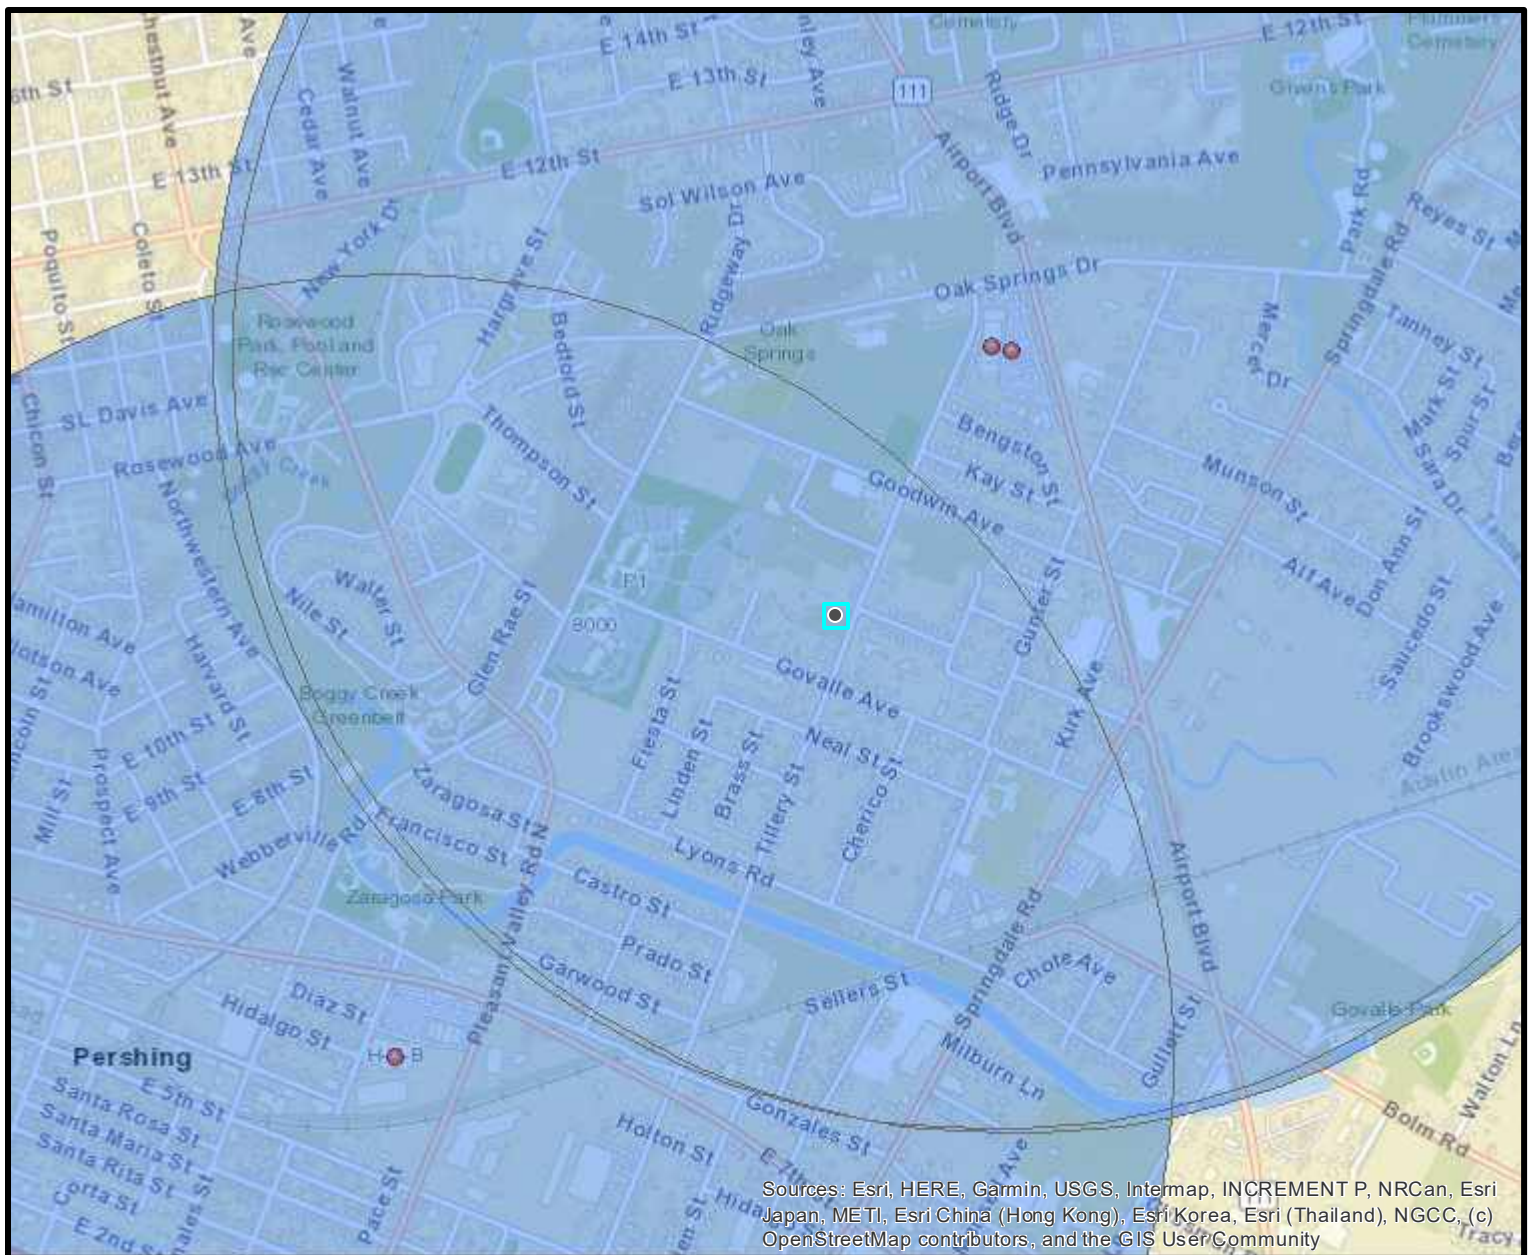 E 14th St
E 12th St
Cemetery
Plummers
Cemetery
E 13th St
Walnut Ave
Cedar Ave
6th St
111
Ridge Dr
Givens Park
E 13th St
E 12th St
Airport Blvd
Pennsylvania Ave
Sol Wilson Ave
Park Rd
Reyes St
New York Dr
Poquito St
Coleto St
Hargrave St
Ridgeway Dr
Oak Springs Dr
Springdale Rd
Rosewood
Park, Pool and
Rec Center
Bedford St
Oak
Springs
Mercer Dr
Tanney St
SL Davis Ave
Chicon St
Mark St
Spur St
Thompson St
Bengston St
Rosewood Ave
Sara Dr
Kay St
Munson St
Goodwin Ave
Northwestern Ave
Walter St
Nile St
Glen Rae St
Gunter St
Alf Ave
Don Ann St
8000
Harvard St
Saucedo St
Brookswood Ave
Govalle Ave
Boggy Creek
Greenbelt
Fiesta St
Kirk Ave
E 10th St
Linden St
Brass St
Neal St
E 9th St
E 8th St
Prospect Ave
Mill St
Zaragosa St
Tillery St
Cherico St
Francisco St
Webberville Rd
Lyons Rd
Airport Blvd
Castro St
Zaragosa Park
Pleasant Valley Rd N
Prado St
Springdale Rd
Garwood St
Chote Ave
Diaz St
Sellers St
Hidalgo St
Govalle Park
Gullett St
Pershing
H-E-B
Milburn Ln
Walton Ln
E 5th St
Santa Rosa St
Santa Maria St
Santa Rita St
Gonzales St
Holton St
Bolm Rd
E 7th
Pace St
E 2nd St
Sources: Esri, HERE, Garmin, USGS, Intermap, INCREMENT P, NRCan, Esri
Japan, METI, Esri China (Hong Kong), Esri Korea, Esri (Thailand), NGCC, (c)
OpenStreetMap contributors, and the GIS User Community